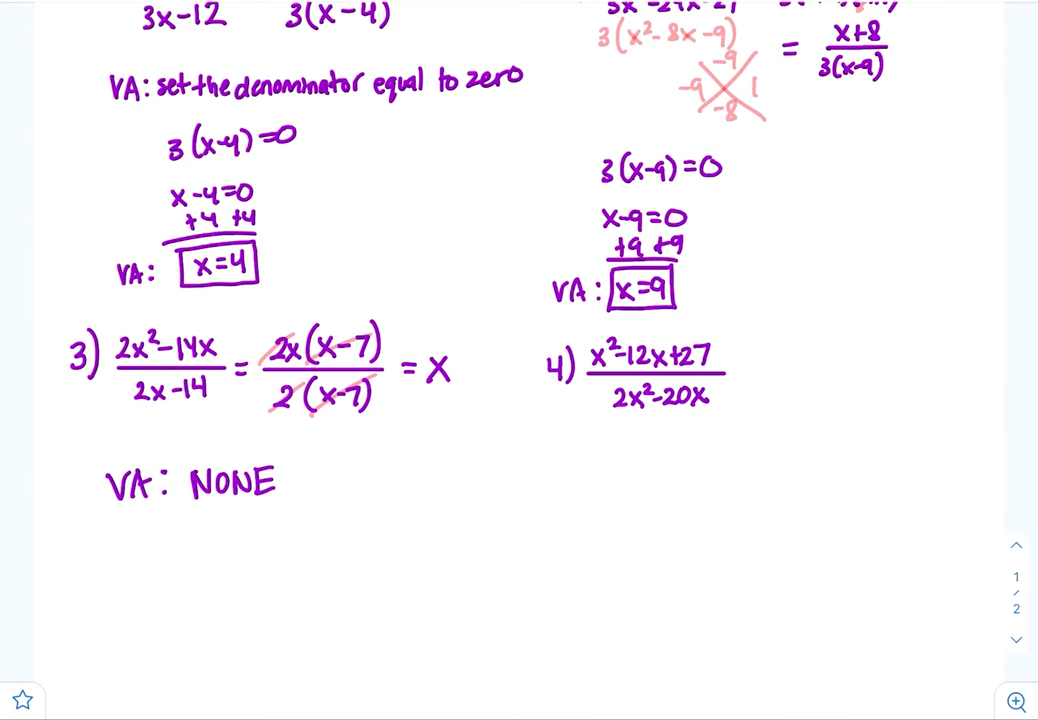 3x-12 3(x-4)
VA: set the denominator equal to zero
3(x-4)=0
x-4=0
+4 +4
VA: x=4
3(x²-8x-9)
-9
-9 1
-8
= x+8
3(x-9)
3(x-9)=0
x-9=0
+9 +9
VA: x=9
3) 2x²-14x = 2x(x-7) = x
2x-14 2(x-7)
VA: NONE
4) x²-12x+27
2x²-20x
1
/
2